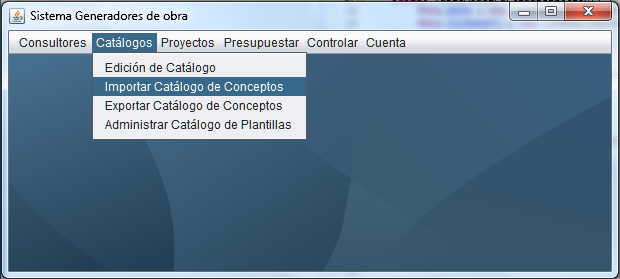 Sistema Generadores de obra
Consultores Catálogos Proyectos Presupuestar Controlar Cuenta
Edición de Catálogo
Importar Catálogo de Conceptos
Exportar Catálogo de Conceptos
Administrar Catálogo de Plantillas